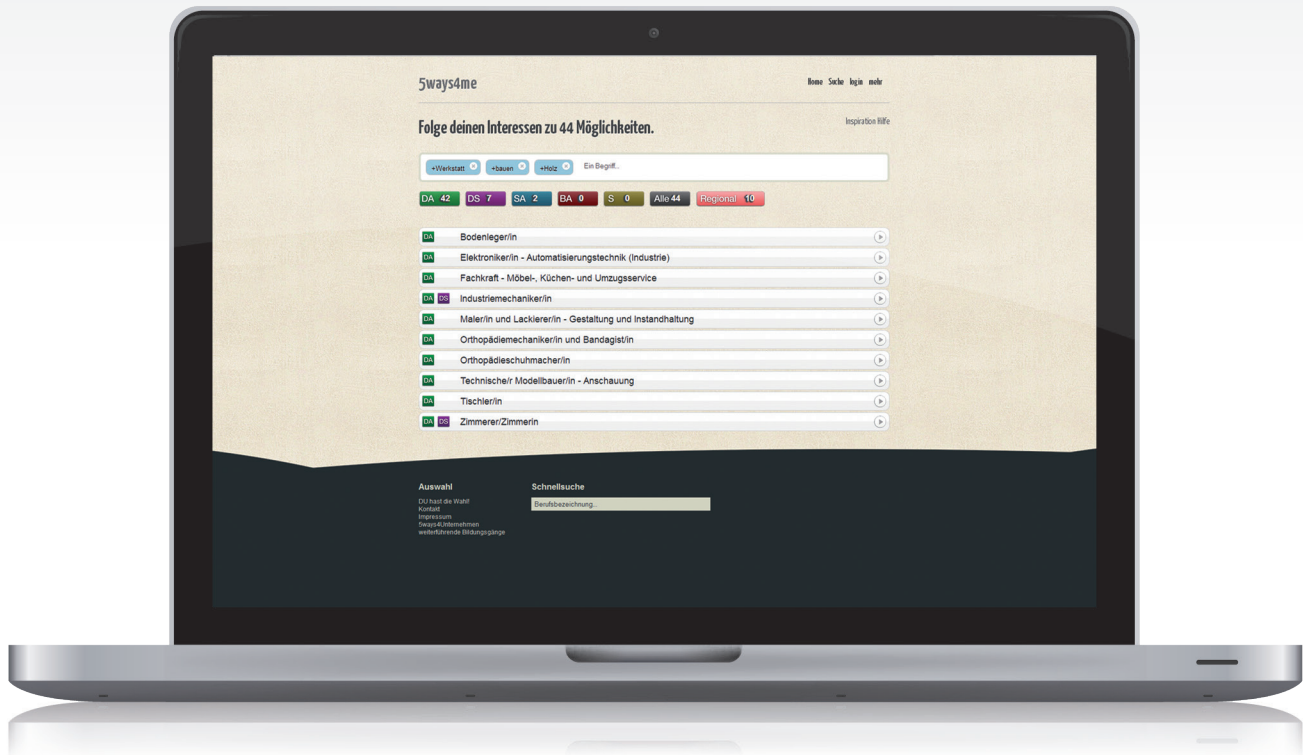 5ways4me
Home Suche login mehr
Folge deinen Interessen zu 44 Möglichkeiten.
Inspiration Hilfe
+Werkstatt +bauen +Holz Ein Begriff...
DA 42 DS 7 SA 2 BA 0 S 0 Alle 44 Regional 10
DA Bodenleger/in
DA Elektroniker/in - Automatisierungstechnik (Industrie)
DA Fachkraft - Möbel-, Küchen- und Umzugsservice
DA DS Industriemechaniker/in
DA Maler/in und Lackierer/in - Gestaltung und Instandhaltung
DA Orthopädiemechaniker/in und Bandagist/in
DA Orthopädieschuhmacher/in
DA Technische/r Modellbauer/in - Anschauung
DA Tischler/in
DA DS Zimmerer/Zimmerin
Auswahl
DU hast die Wahl!
Kontakt
Impressum
5ways4Unternehmen
weiterführende Bildungsgänge
Schnellsuche
Berufsbezeichnung...